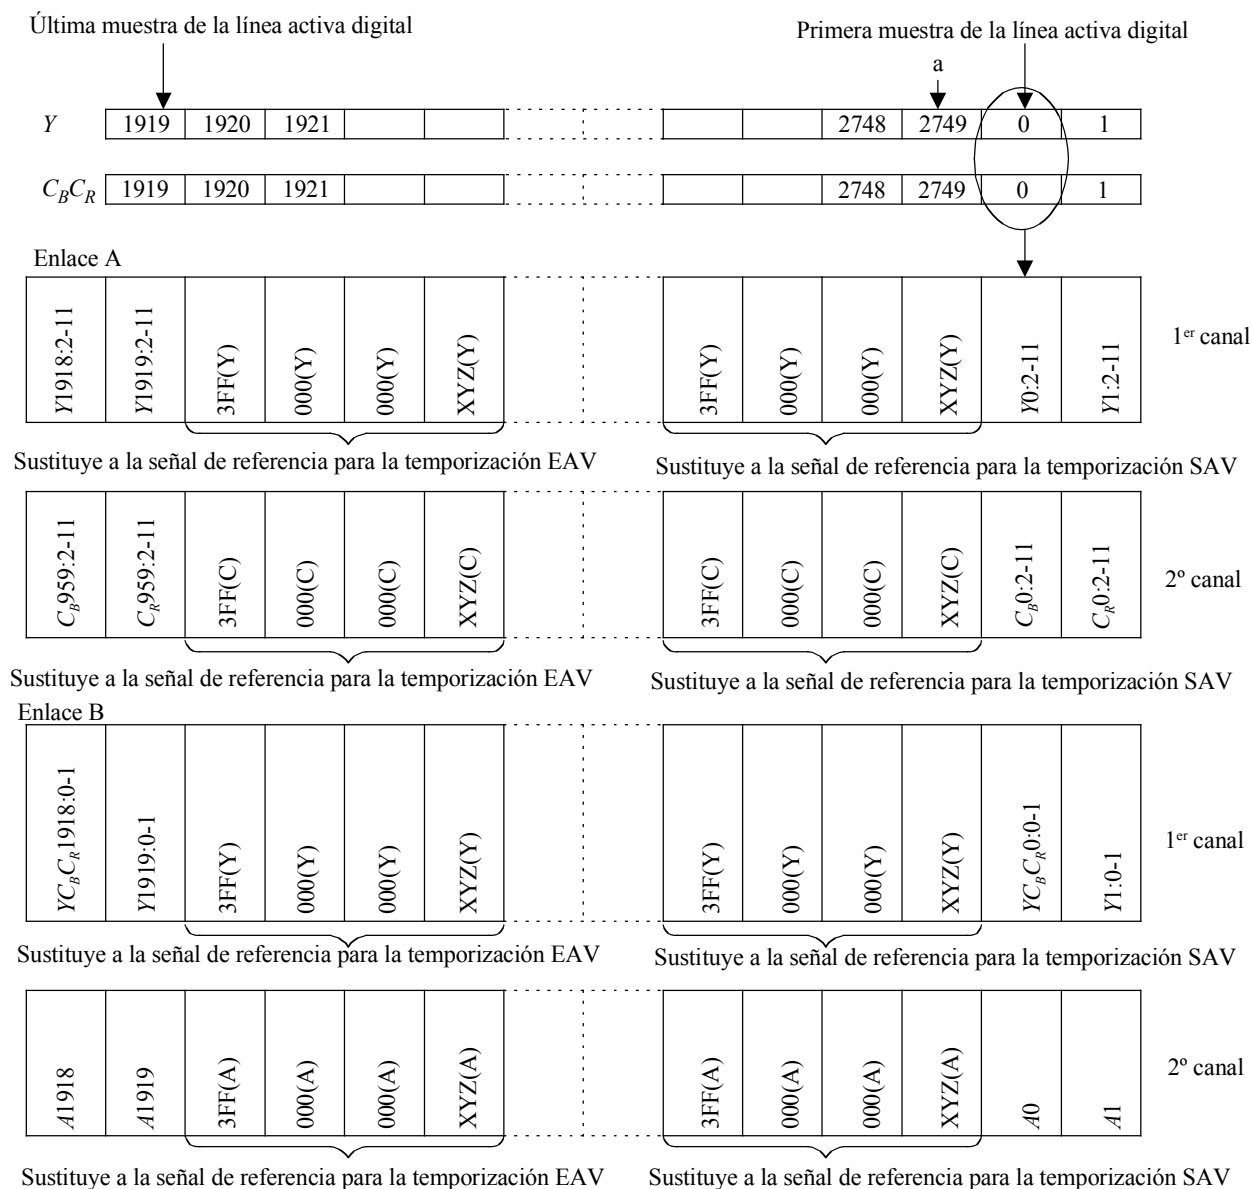 Última muestra de la línea activa digital
Primera muestra de la línea activa digital
a
Y 1919 1920 1921 2748 2749 0 1
C_BC_R 1919 1920 1921 2748 2749 0 1
Enlace A
Y1918:2-11 Y1919:2-11 3FF(Y) 000(Y) 000(Y) XYZ(Y) 3FF(Y) 000(Y) 000(Y) XYZ(Y) Y0:2-11 Y1:2-11 1er canal
Sustituye a la señal de referencia para la temporización EAV Sustituye a la señal de referencia para la temporización SAV
C_B959:2-11 C_R959:2-11 3FF(C) 000(C) 000(C) XYZ(C) 3FF(C) 000(C) 000(C) XYZ(C) C_B0:2-11 C_R0:2-11 2º canal
Sustituye a la señal de referencia para la temporización EAV Sustituye a la señal de referencia para la temporización SAV
Enlace B
YC_BC_R1918:0-1 Y1919:0-1 3FF(Y) 000(Y) 000(Y) XYZ(Y) 3FF(Y) 000(Y) 000(Y) XYZ(Y) YC_BC_R0:0-1 Y1:0-1 1er canal
Sustituye a la señal de referencia para la temporización EAV Sustituye a la señal de referencia para la temporización SAV
A1918 A1919 3FF(A) 000(A) 000(A) XYZ(A) 3FF(A) 000(A) 000(A) XYZ(A) A0 A1 2º canal
Sustituye a la señal de referencia para la temporización EAV Sustituye a la señal de referencia para la temporización SAV